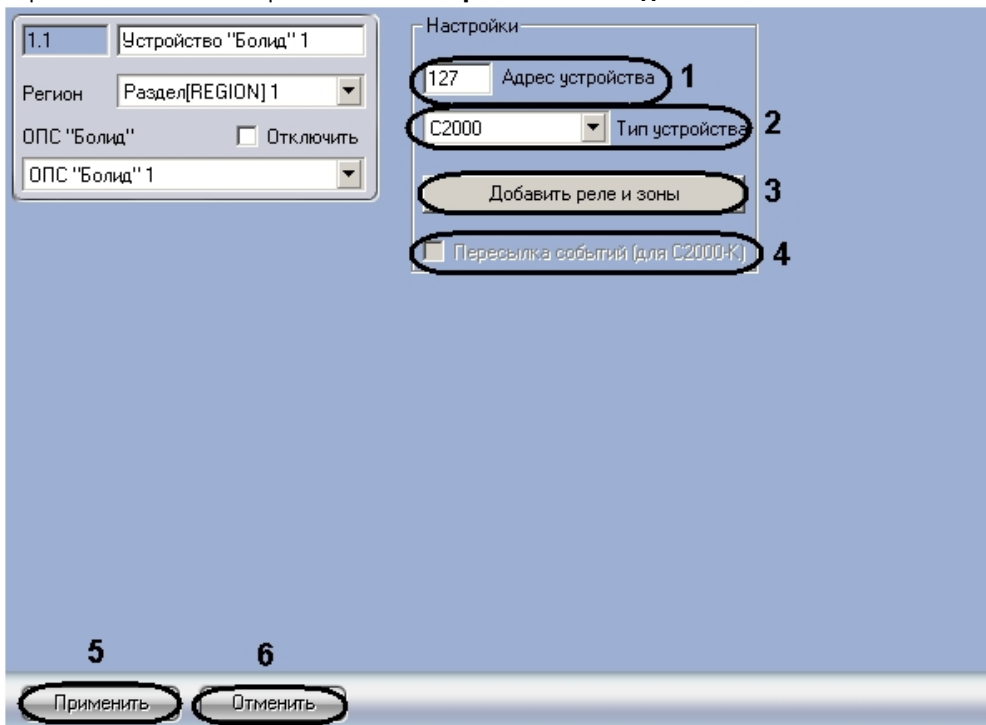 1.1 Устройство "Болид" 1
Регион Раздел[REGION] 1
ОПС "Болид" Отключить
ОПС "Болид" 1
Настройки
127 Адрес устройства 1
С2000 Тип устройства 2
Добавить реле и зоны 3
Пересылка событий (для С2000-К) 4
5 6
Применить Отменить